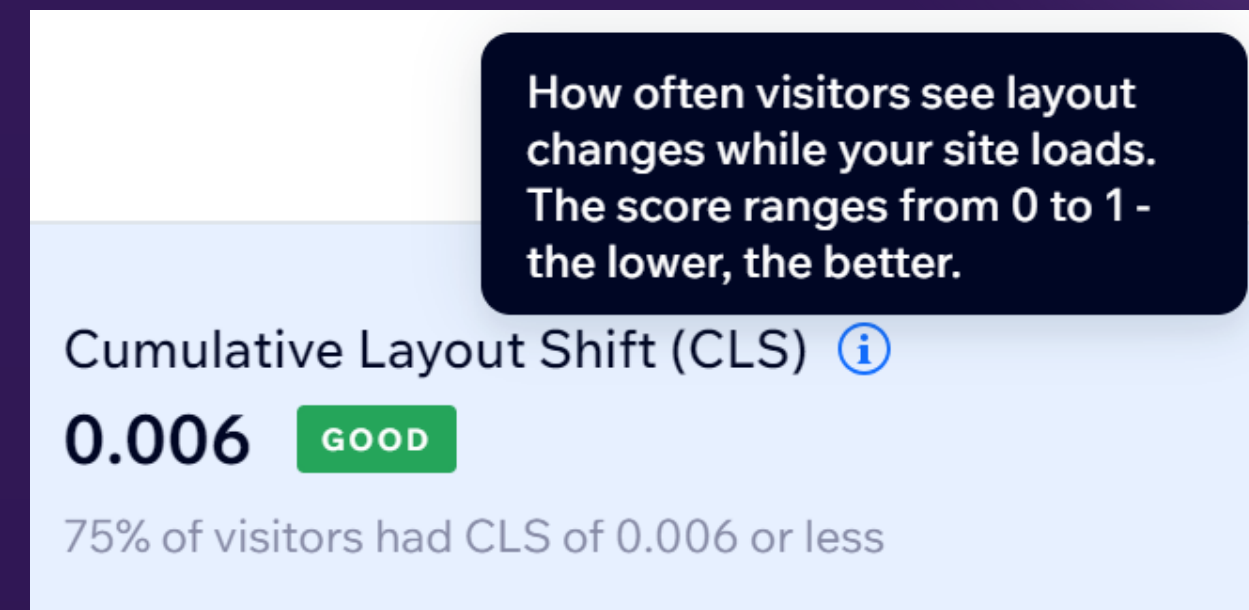 How often visitors see layout
changes while your site loads.
The score ranges from 0 to 1 -
the lower, the better.
Cumulative Layout Shift (CLS) i
0.006 GOOD
75% of visitors had CLS of 0.006 or less